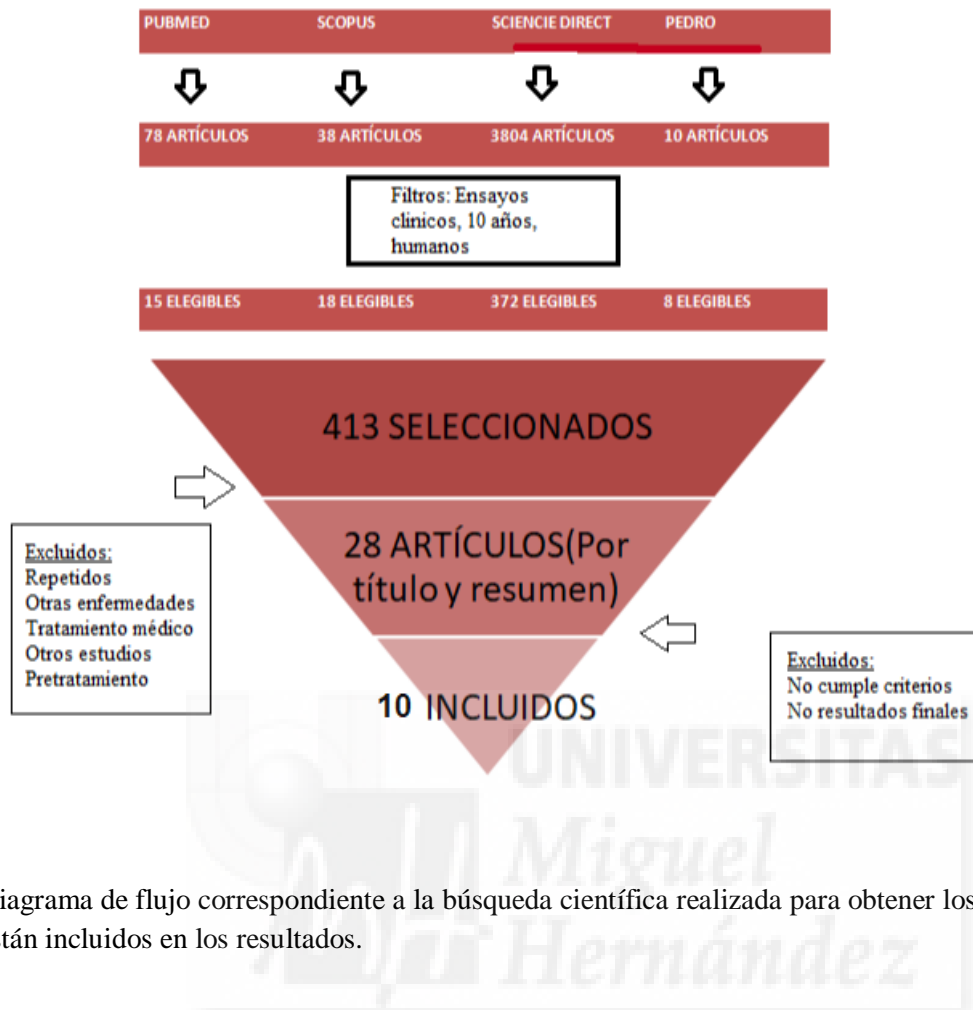 PUBMED SCOPUS SCIENCIE DIRECT PEDRO
78 ARTÍCULOS 38 ARTÍCULOS 3804 ARTÍCULOS 10 ARTÍCULOS
Filtros: Ensayos
clinicos, 10 años,
humanos
15 ELEGIBLES 18 ELEGIBLES 372 ELEGIBLES 8 ELEGIBLES
413 SELECCIONADOS
Excluidos:
Repetidos
Otras enfermedades
Tratamiento médico
Otros estudios
Pretratamiento
28 ARTÍCULOS(Por
título y resumen)
Excluidos:
No cumple criterios
No resultados finales
10 INCLUIDOS
UNIVERSITAS
Miguel
Hernández
iagrama de flujo correspondiente a la búsqueda científica realizada para obtener los
tán incluidos en los resultados.